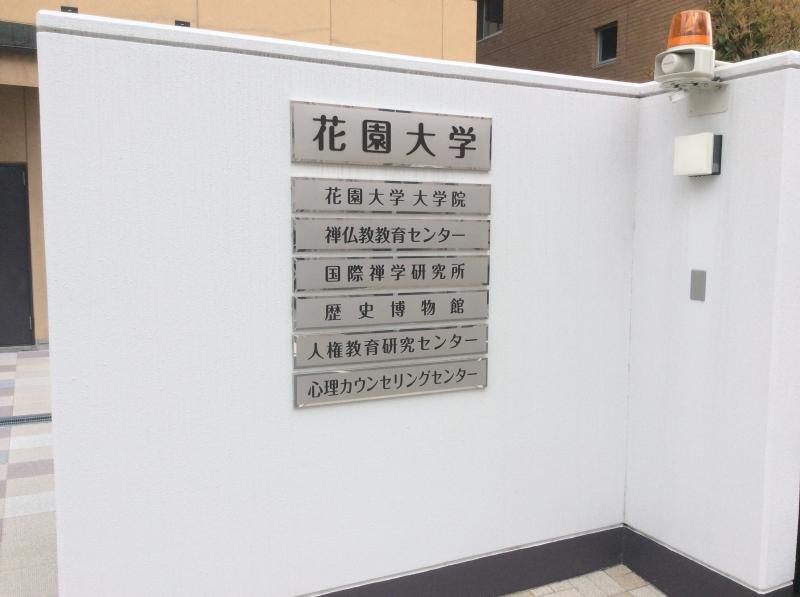 花園大学
花園大学 大学院
禅仏教教育センター
国際禅学研究所
歴史博物館
人権教育研究センター
心理カウンセリングセンター